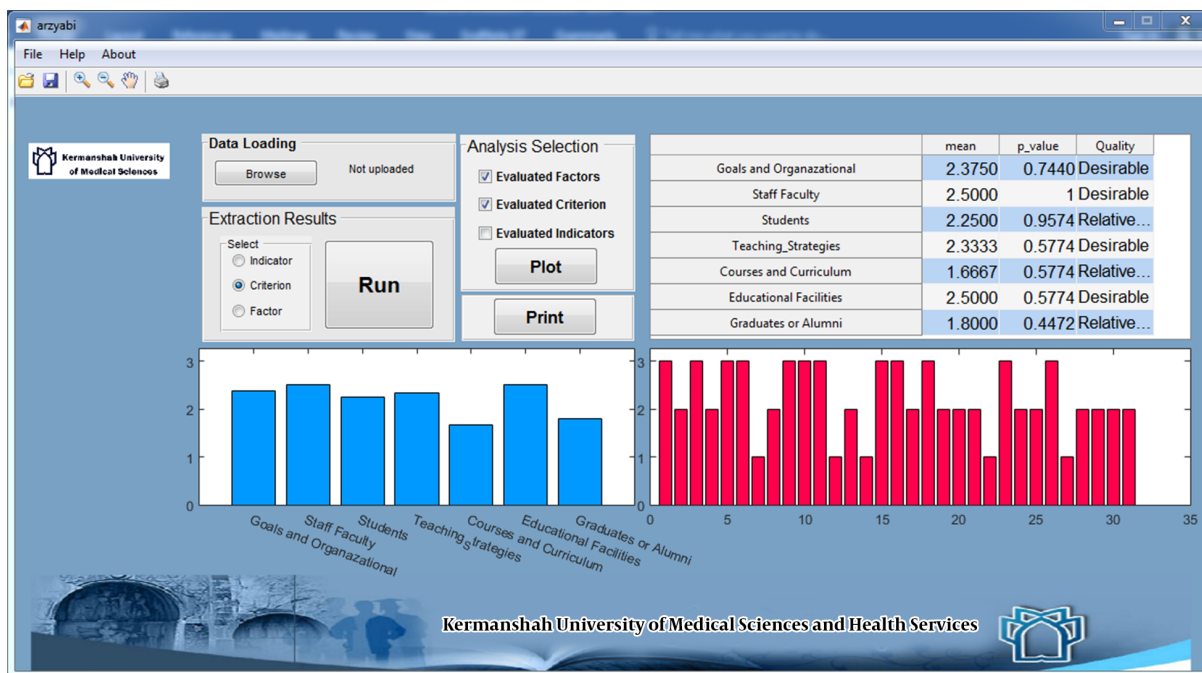 arzyabi
File Help About
Kermanshah University
of Medical Sciences
Data Loading
Browse
Not uploaded
Extraction Results
Select
Indicator
Criterion
Factor
Run
Analysis Selection
Evaluated Factors
Evaluated Criterion
Evaluated Indicators
Plot
Print
mean p_value Quality
Goals and Organazational 2.3750 0.7440 Desirable
Staff Faculty 2.5000 1 Desirable
Students 2.2500 0.9574 Relative...
Teaching_Strategies 2.3333 0.5774 Desirable
Courses and Curriculum 1.6667 0.5774 Relative...
Educational Facilities 2.5000 0.5774 Desirable
Graduates or Alumni 1.8000 0.4472 Relative...
3
2
1
0
Goals and Organazational
Staff Faculty
Students
Teaching Strategies
Courses and Curriculum
Educational Facilities
Graduates or Alumni
3
2
1
0
0 5 10 15 20 25 30 35
Kermanshah University of Medical Sciences and Health Services